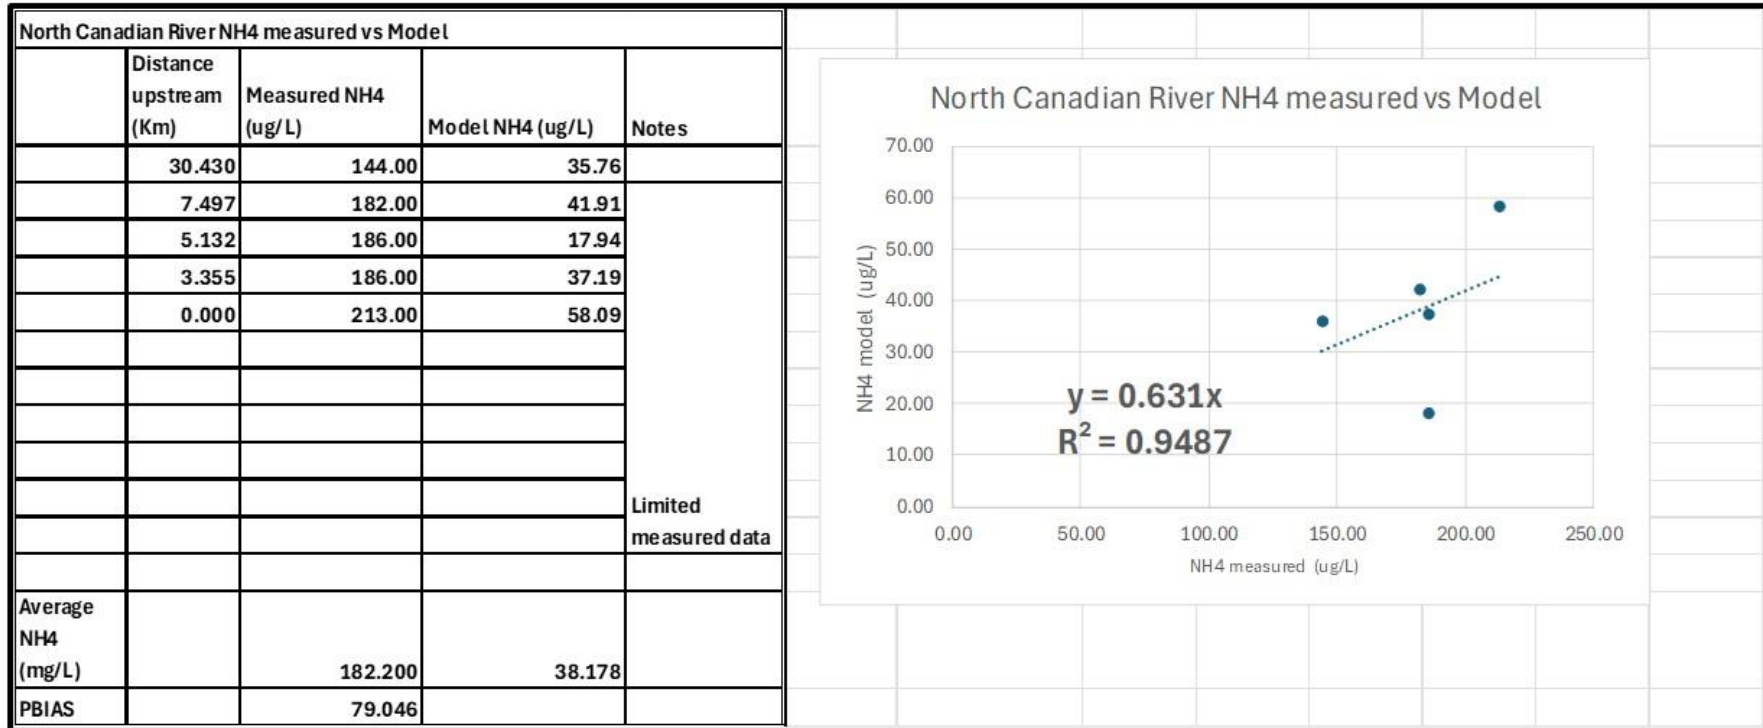 North Canadian River NH4 measured vs Model
Distance upstream (Km) Measured NH4 (ug/L) Model NH4 (ug/L) Notes
30.430 144.00 35.76
7.497 182.00 41.91
5.132 186.00 17.94
3.355 186.00 37.19
0.000 213.00 58.09
Limited
measured data
Average
NH4
(mg/L) 182.200 38.178
PBIAS 79.046
North Canadian River NH4 measured vs Model
70.00
60.00
50.00
40.00
30.00
20.00
10.00
0.00
NH4 model (ug/L)
y = 0.631x
R² = 0.9487
0.00 50.00 100.00 150.00 200.00 250.00
NH4 measured (ug/L)